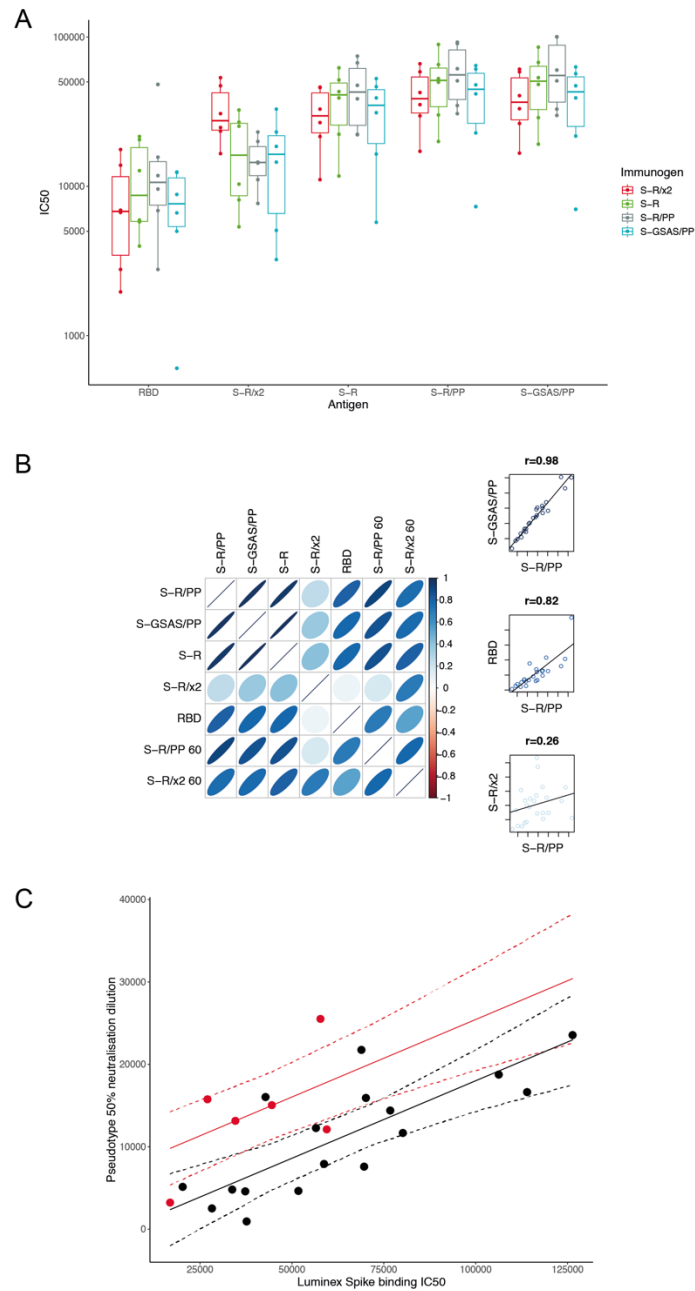 A
100000
50000
10000
5000
1000
IC50
RBD
S−R/x2
S−R
S−R/PP
S−GSAS/PP
Antigen
Immunogen
S−R/x2
S−R
S−R/PP
S−GSAS/PP
B
S−R/PP
S−GSAS/PP
S−R
S−R/x2
RBD
S−R/PP 60
S−R/x2 60
S−R/PP
S−GSAS/PP
S−R
S−R/x2
RBD
S−R/PP 60
S−R/x2 60
1
0.8
0.6
0.4
0.2
0
−0.2
−0.4
−0.6
−0.8
−1
r=0.98
S−GSAS/PP
S−R/PP
r=0.82
RBD
S−R/PP
r=0.26
S−R/x2
S−R/PP
C
40000
30000
20000
10000
0
Pseudotype 50% neutralisation dilution
25000
50000
75000
100000
125000
Luminex Spike binding IC50